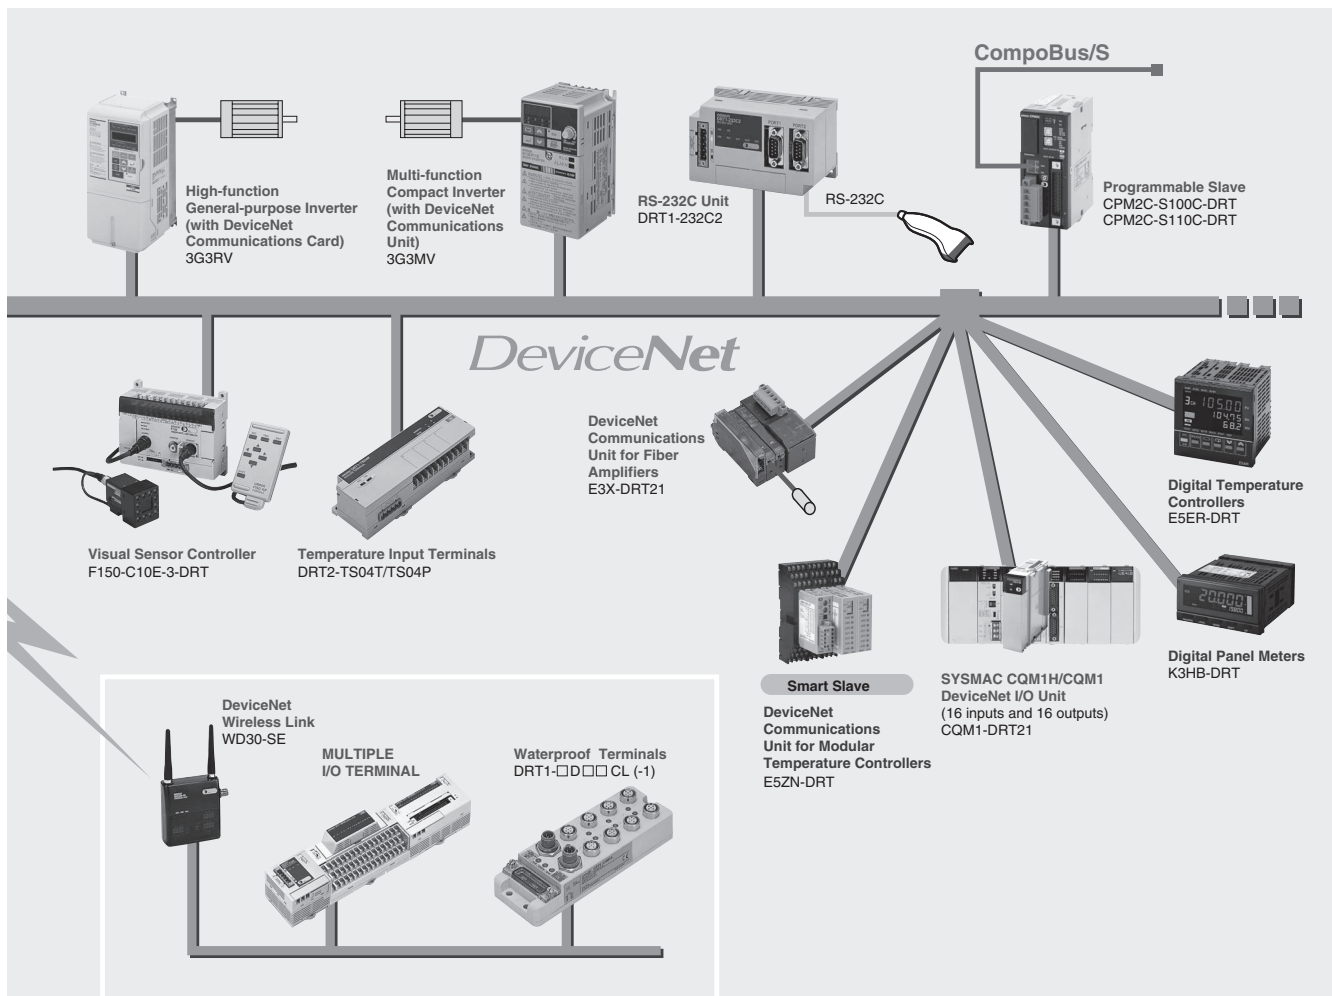 CompoBus/S
High-function
General-purpose Inverter
(with DeviceNet
Communications Card)
3G3RV
Multi-function
Compact Inverter
(with DeviceNet
Communications
Unit)
3G3MV
RS-232C Unit
DRT1-232C2
RS-232C
Programmable Slave
CPM2C-S100C-DRT
CPM2C-S110C-DRT
DeviceNet
Visual Sensor Controller
F150-C10E-3-DRT
Temperature Input Terminals
DRT2-TS04T/TS04P
DeviceNet
Communications
Unit for Fiber
Amplifiers
E3X-DRT21
Digital Temperature
Controllers
E5ER-DRT
Digital Panel Meters
K3HB-DRT
Smart Slave
DeviceNet
Communications
Unit for Modular
Temperature Controllers
E5ZN-DRT
SYSMAC CQM1H/CQM1
DeviceNet I/O Unit
(16 inputs and 16 outputs)
CQM1-DRT21
DeviceNet
Wireless Link
WD30-SE
MULTIPLE
I/O TERMINAL
Waterproof Terminals
DRT1-□D□□CL (-1)